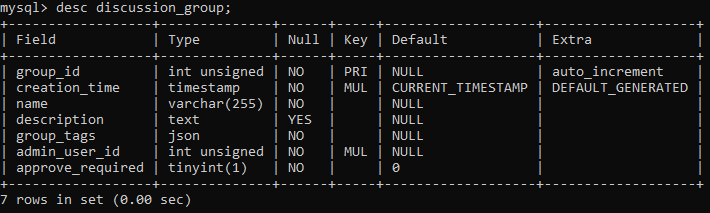 mysql> desc discussion_group;
+------------------+--------------+------+-----+-------------------+-------------------+
| Field            | Type         | Null | Key | Default           | Extra             |
+------------------+--------------+------+-----+-------------------+-------------------+
| group_id         | int unsigned | NO   | PRI | NULL              | auto_increment    |
| creation_time    | timestamp    | NO   | MUL | CURRENT_TIMESTAMP | DEFAULT_GENERATED |
| name             | varchar(255) | NO   |     | NULL              |                   |
| description      | text         | YES  |     | NULL              |                   |
| group_tags       | json         | NO   |     | NULL              |                   |
| admin_user_id    | int unsigned | NO   | MUL | NULL              |                   |
| approve_required | tinyint(1)   | NO   |     | 0                 |                   |
+------------------+--------------+------+-----+-------------------+-------------------+
7 rows in set (0.00 sec)